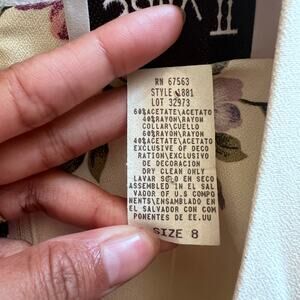 RN 67563
STYLE 1881
LOT 32973
60%ACETATE/ACETATO
40%RAYON/RAYON
COLLAR/CUELLO
60%RAYON/RAYON
40%ACETATE/ACETATO
EXCLUSIVE OF DECO
RATION/EXCLUSIVO
DE DECORACION
DRY CLEAN ONLY
LAVAR SOLO EN SECO
ASSEMBLED IN EL SAL
VADOR OF U.S COMPO
NENTS/ENSAMBLADO EN
EL SALVADOR CON COM
PONENTES DE EE.UU
SIZE 8